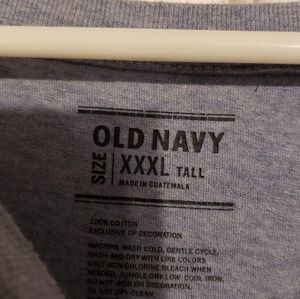 OLD NAVY
SIZE XXXL TALL
MADE IN GUATEMALA
100% COTTON
EXCLUSIVE OF DECORATION
MACHINE WASH COLD, GENTLE CYCLE,
WASH AND DRY WITH LIKE COLORS
ONLY NON-CHLORINE BLEACH WHEN
NEEDED, TUMBLE DRY LOW, COOL IRON,
DO NOT IRON ON DECORATION,
DO NOT DRY CLEAN